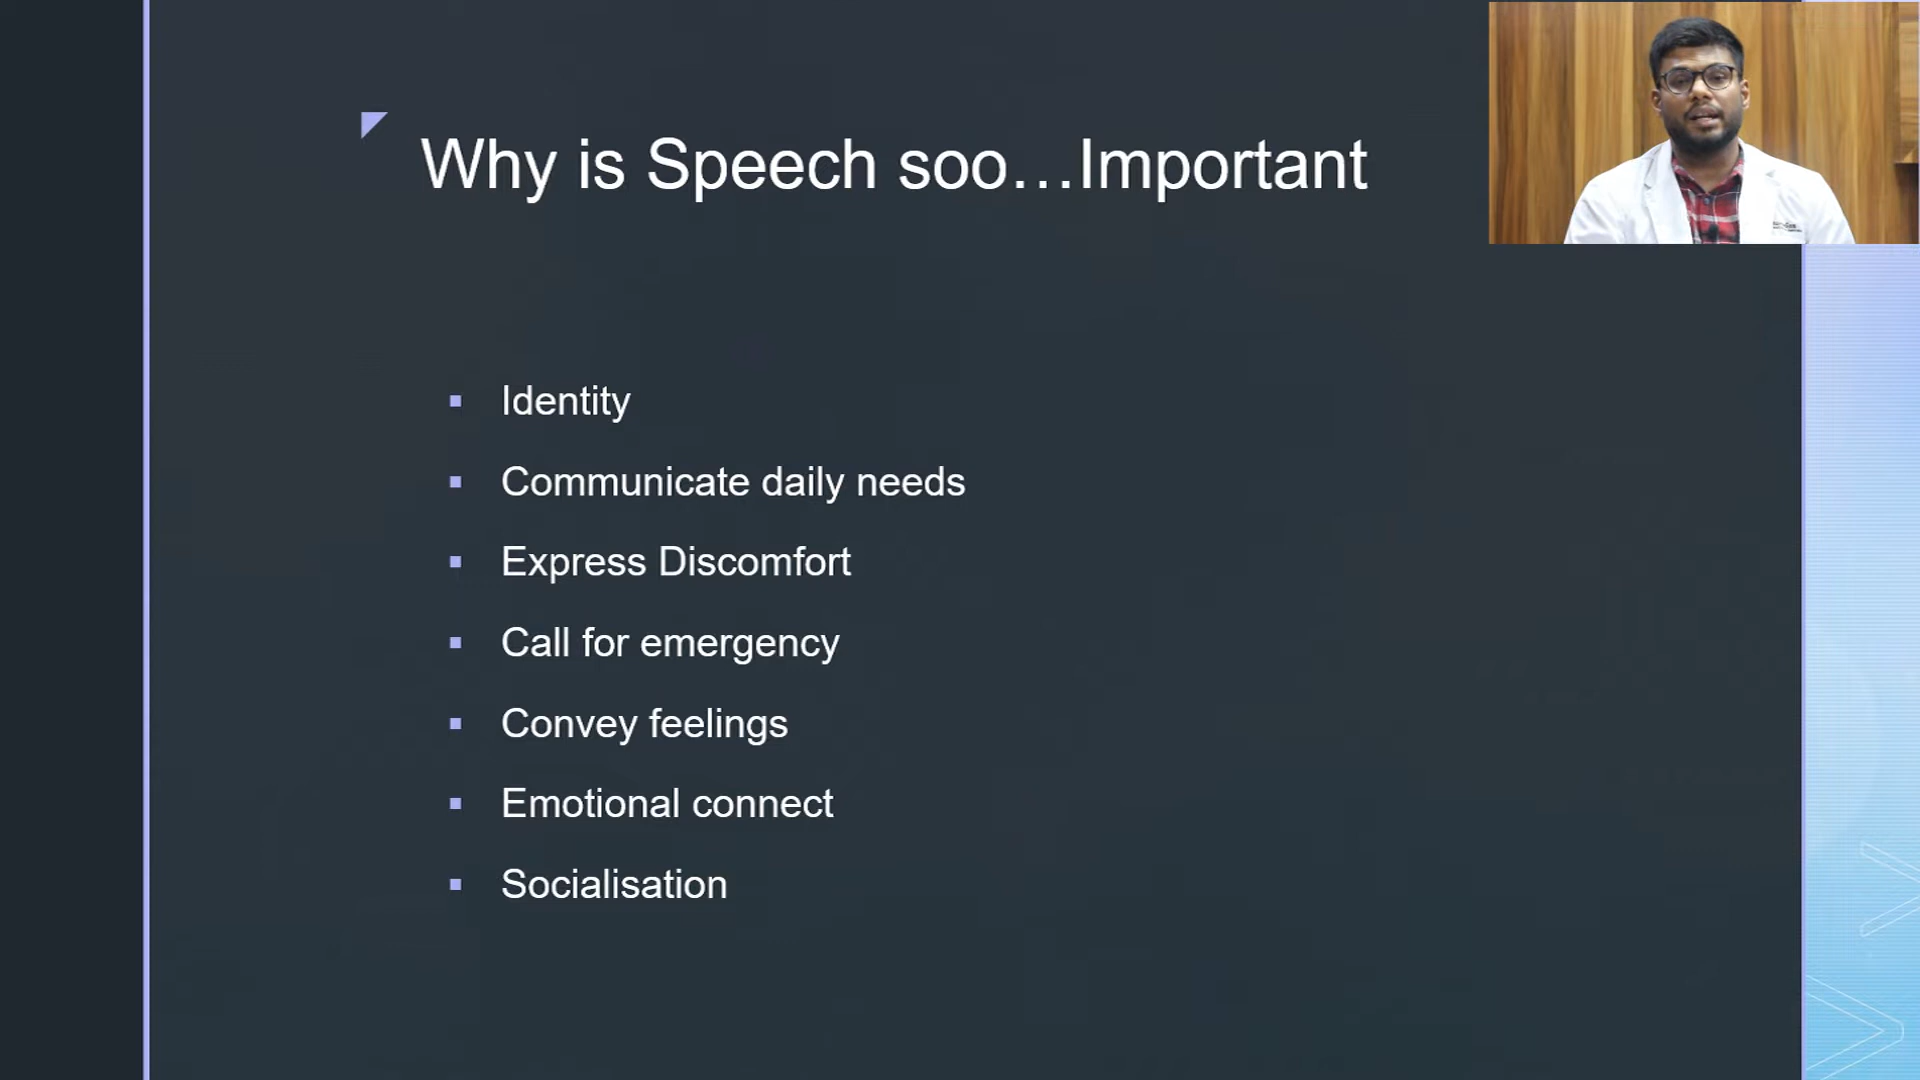 Why is Speech soo…Important
Identity
Communicate daily needs
Express Discomfort
Call for emergency
Convey feelings
Emotional connect
Socialisation